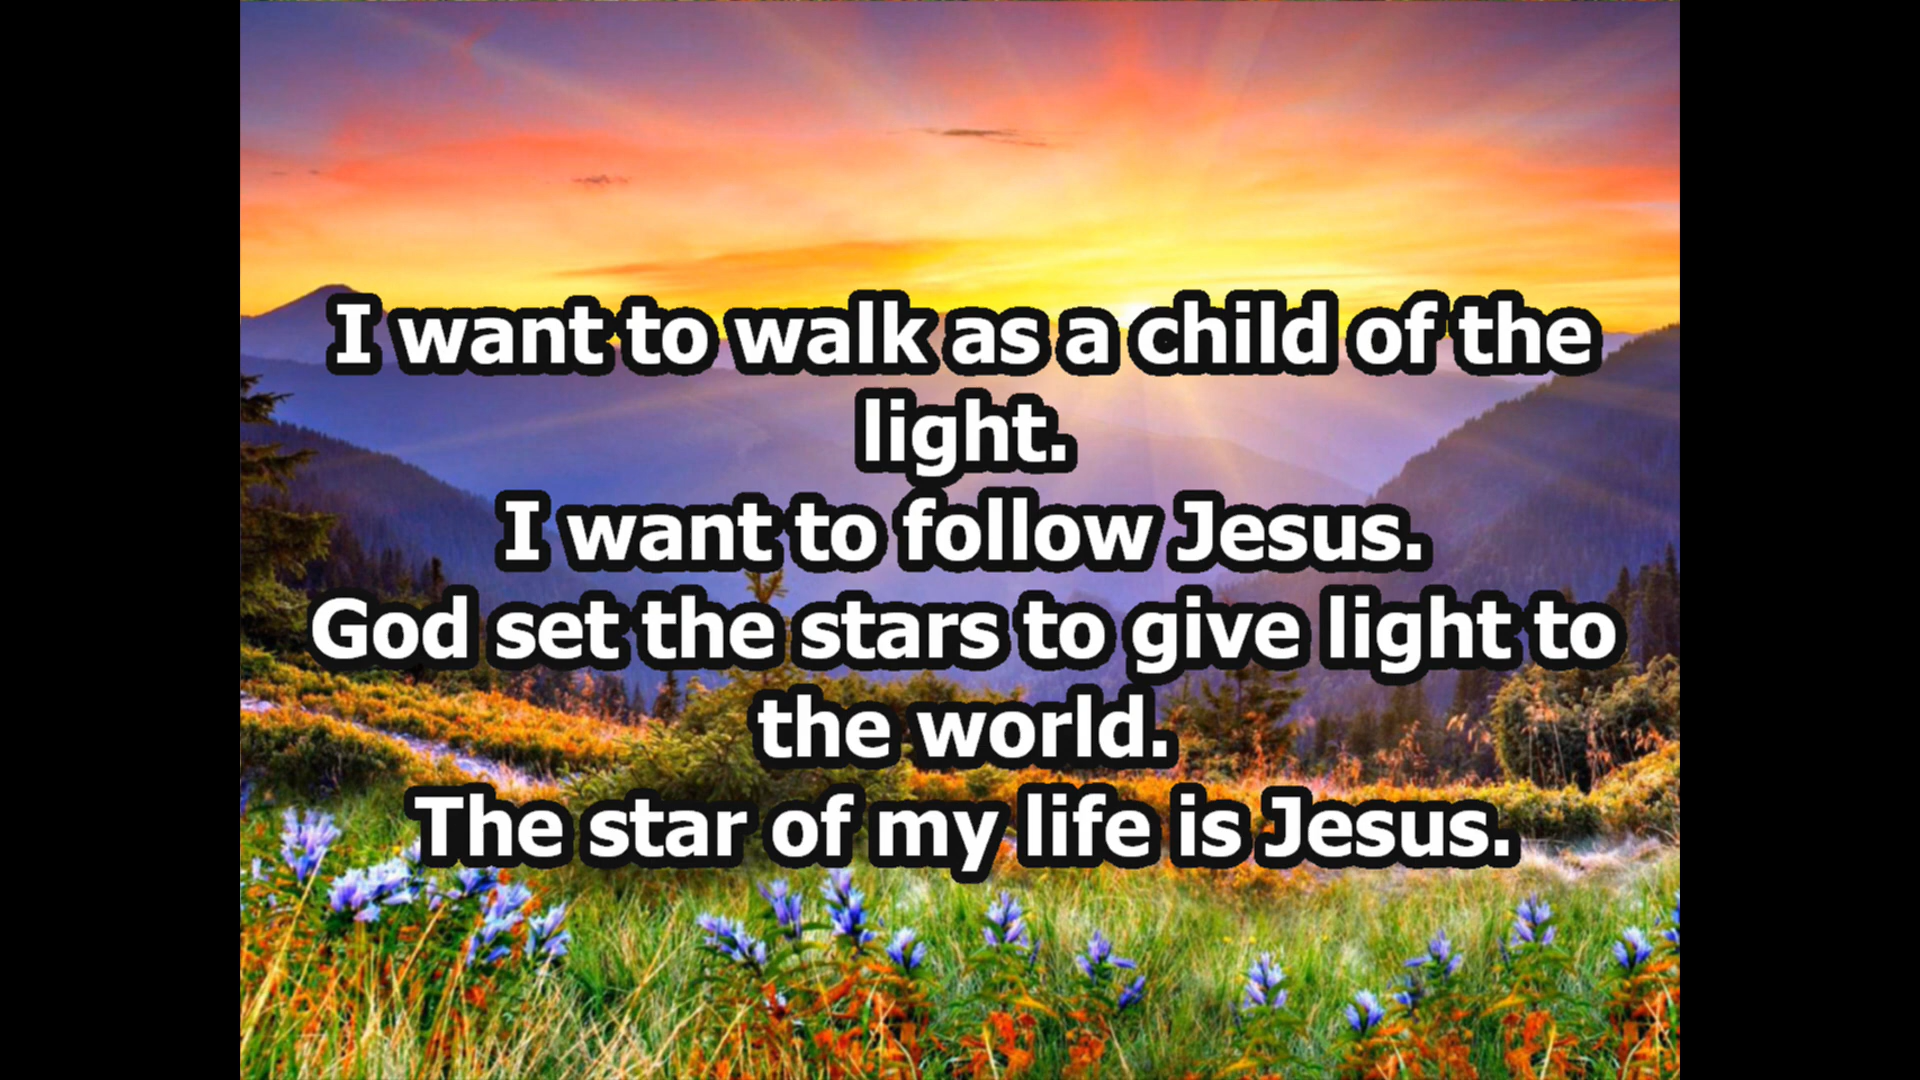 I want to walk as a child of the
light.
I want to follow Jesus.
God set the stars to give light to
the world.
The star of my life is Jesus.